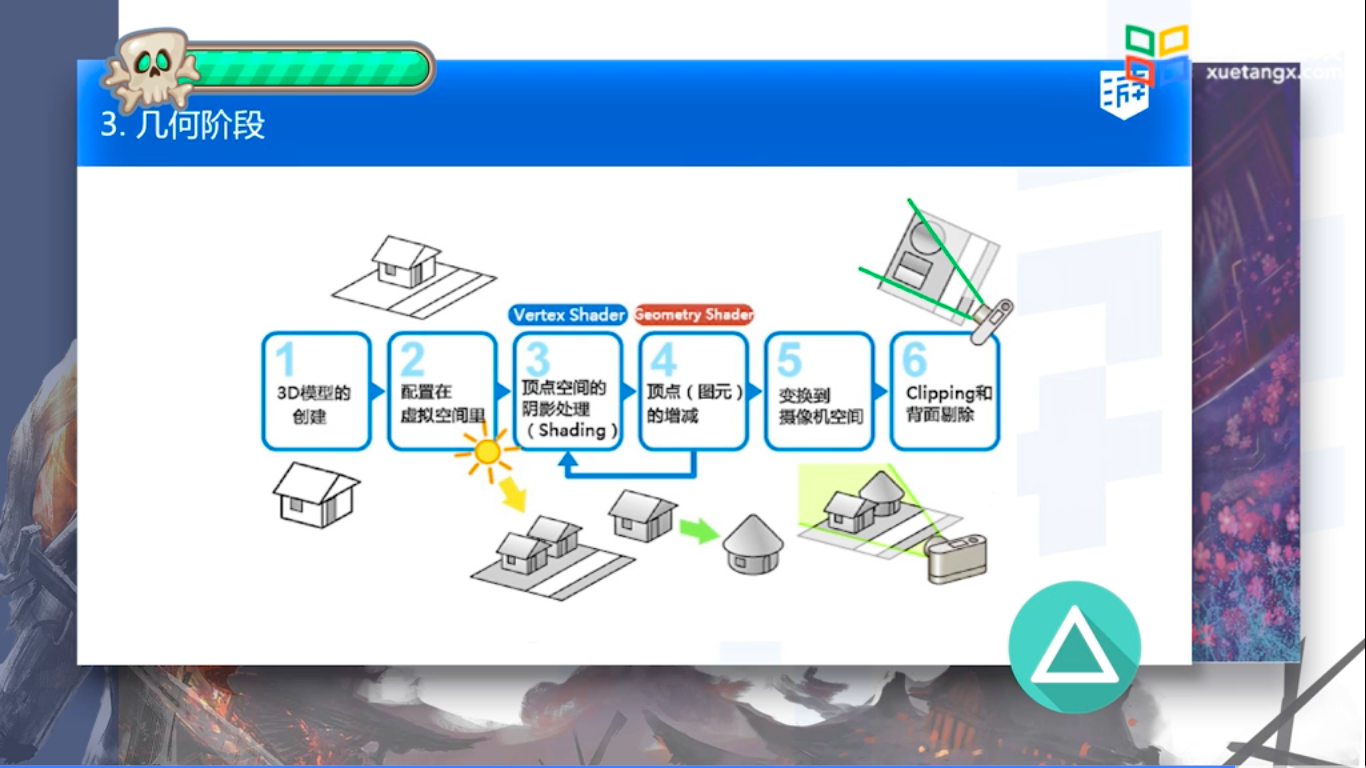 xuetangx.com
游
3. 几何阶段
Vertex Shader
Geometry Shader
1
3D模型的
创建
2
配置在
虚拟空间里
3
顶点空间的
阴影处理
（Shading）
4
顶点（图元）
的增减
5
变换到
摄像机空间
6
Clipping和
背面剔除